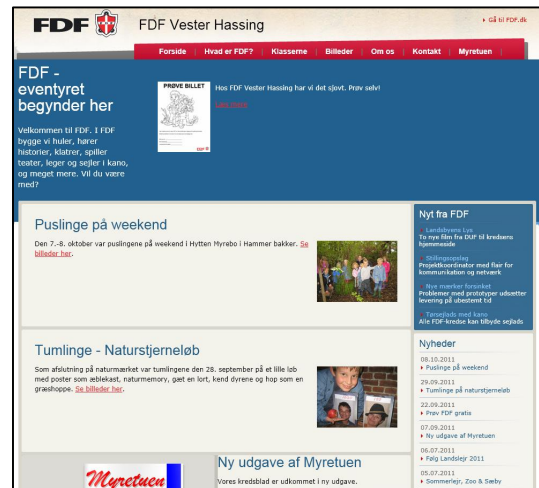 FDF
FDF Vester Hassing
Gå til FDF.dk
Forside
Hvad er FDF?
Klasserne
Billeder
Om os
Kontakt
Myretuen
FDF -
eventyret
begynder her
Velkommen til FDF. I FDF
bygge vi huler, hører
historier, klatrer, spiller
teater, leger og sejler i kano,
og meget mere. Vil du være
med?
PRØVE BILLET
Hos FDF Vester Hassing har vi det sjovt. Prøv selv!
Læs mere
Puslinge på weekend
Den 7.-8. oktober var puslingene på weekend i Hytten Myrebo i Hammer bakker. Se
billeder her.
Tumlinge - Naturstjerneløb
Som afslutning på naturmærket var tumlingene den 28. september på et lille løb
med poster som æblekast, naturmemory, gæt en lort, kend dyrene og hop som en
græshoppe. Se billeder her.
Myretuen
Ny udgave af Myretuen
Vores kredsblad er udkommet i ny udgave.
Nyt fra FDF
Landsbyens Lys
To nye film fra DUF til kredsens
hjemmeside
Stillingsopslag
Projektkoordinator med flair for
kommunikation og netværk
Nye mærker forsinket
Problemer med prototyper udsætter
levering på ubestemt tid
Tørsejlads med kano
Alle FDF-kredse kan tilbyde sejlads
Nyheder
08.10.2011
Puslinge på weekend
29.09.2011
Tumlinge på naturstjerneløb
22.09.2011
Prøv FDF gratis
07.09.2011
Ny udgave af Myretuen
06.07.2011
Følg Landslejr 2011
05.07.2011
Sommerlejr, Zoo & Sæby